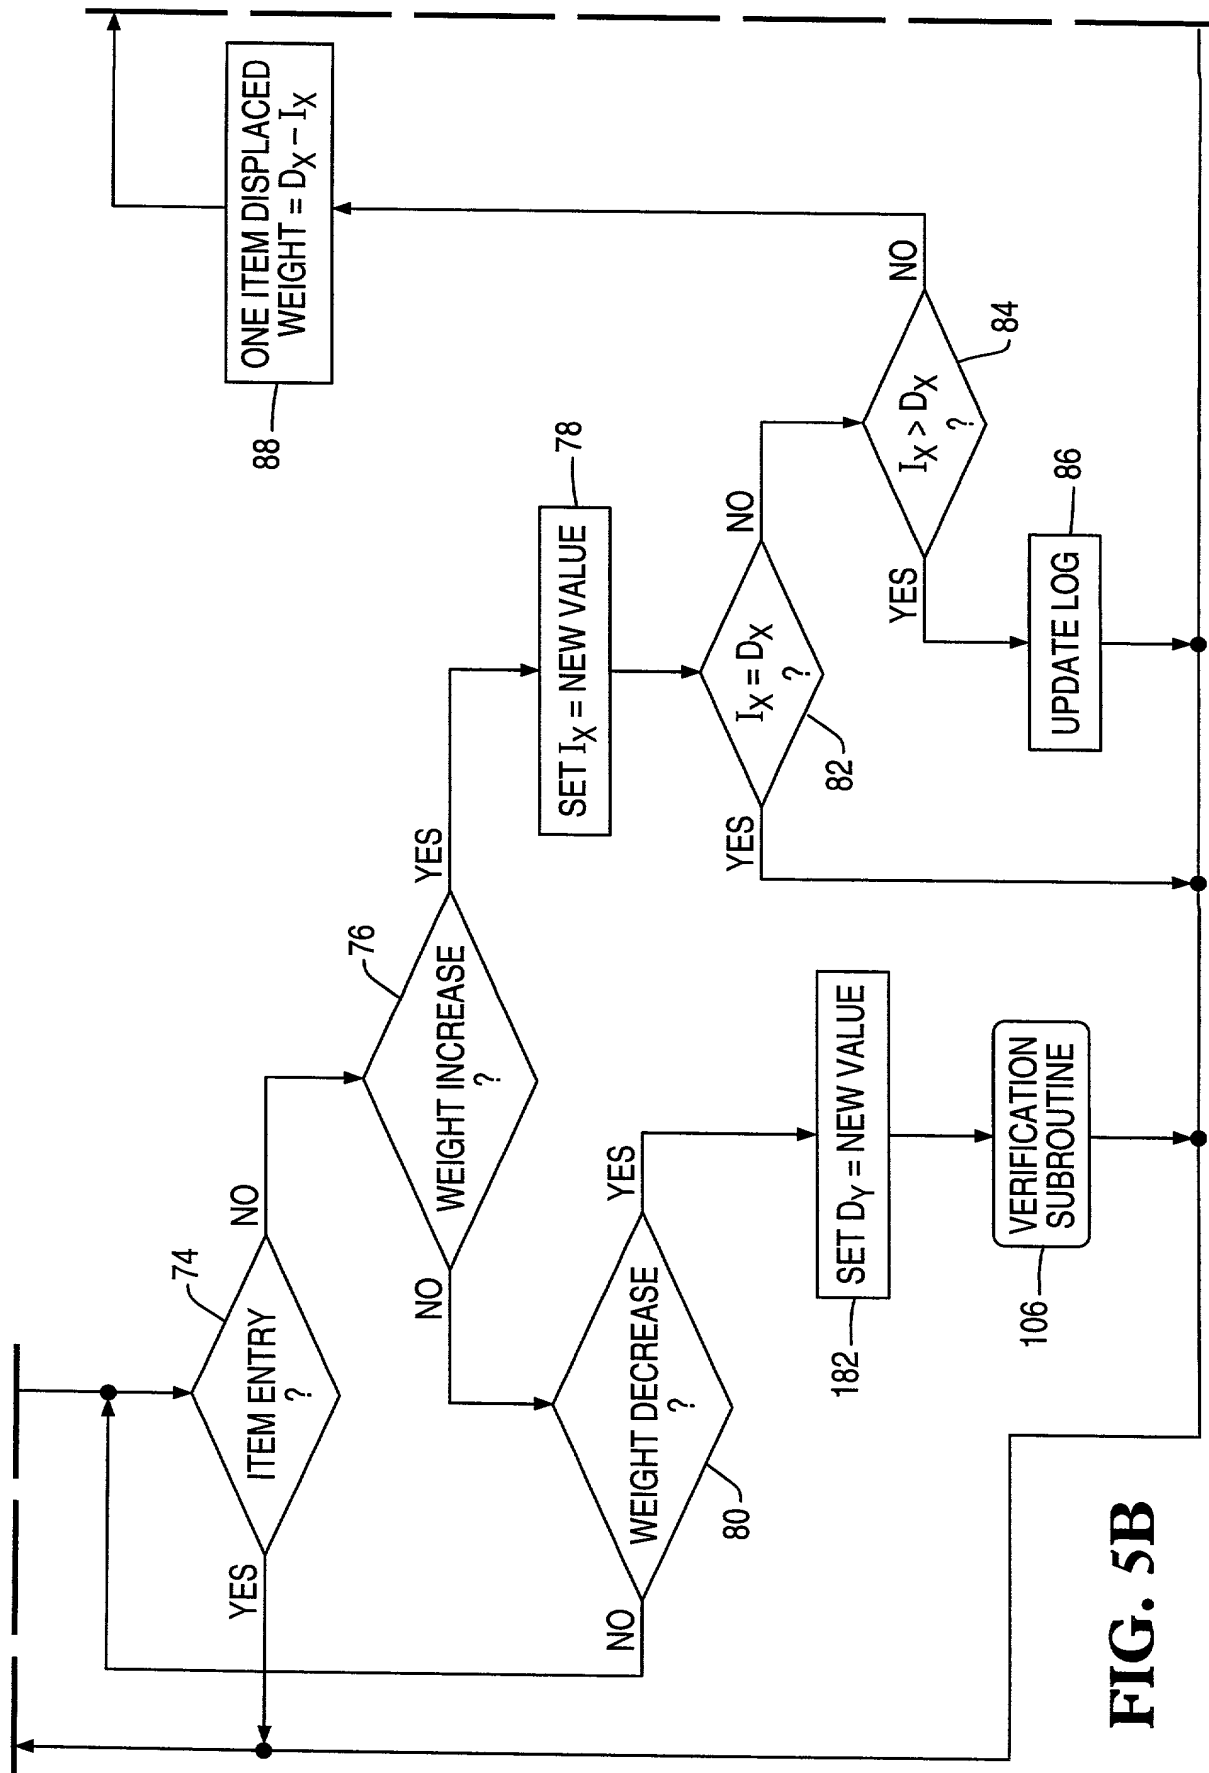 ITEM ENTRY
?
74
YES
NO
WEIGHT INCREASE
?
76
NO
YES
WEIGHT DECREASE
?
80
NO
YES
SET DY = NEW VALUE
182
VERIFICATION
SUBROUTINE
106
SET IX = NEW VALUE
78
IX = DX
?
82
YES
NO
IX > DX
?
84
YES
NO
UPDATE LOG
86
ONE ITEM DISPLACED
WEIGHT = DX – IX
88
FIG. 5B